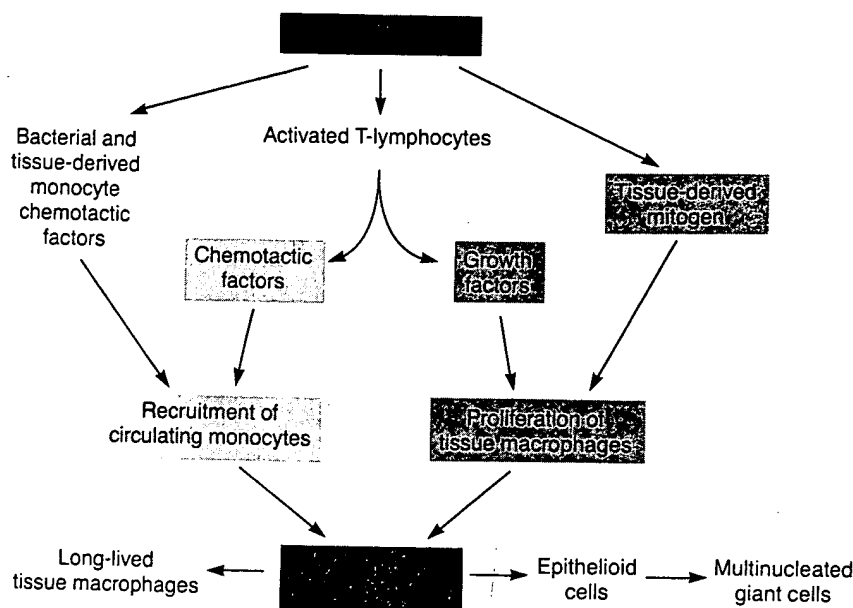 Bacterial and
tissue-derived
monocyte
chemotactic
factors
Activated T-lymphocytes
Tissue-derived
mitogen
Chemotactic
factors
Growth
factors
Recruitment of
circulating monocytes
Proliferation of
tissue macrophages
Long-lived
tissue macrophages
Epithelioid
cells
Multinucleated
giant cells